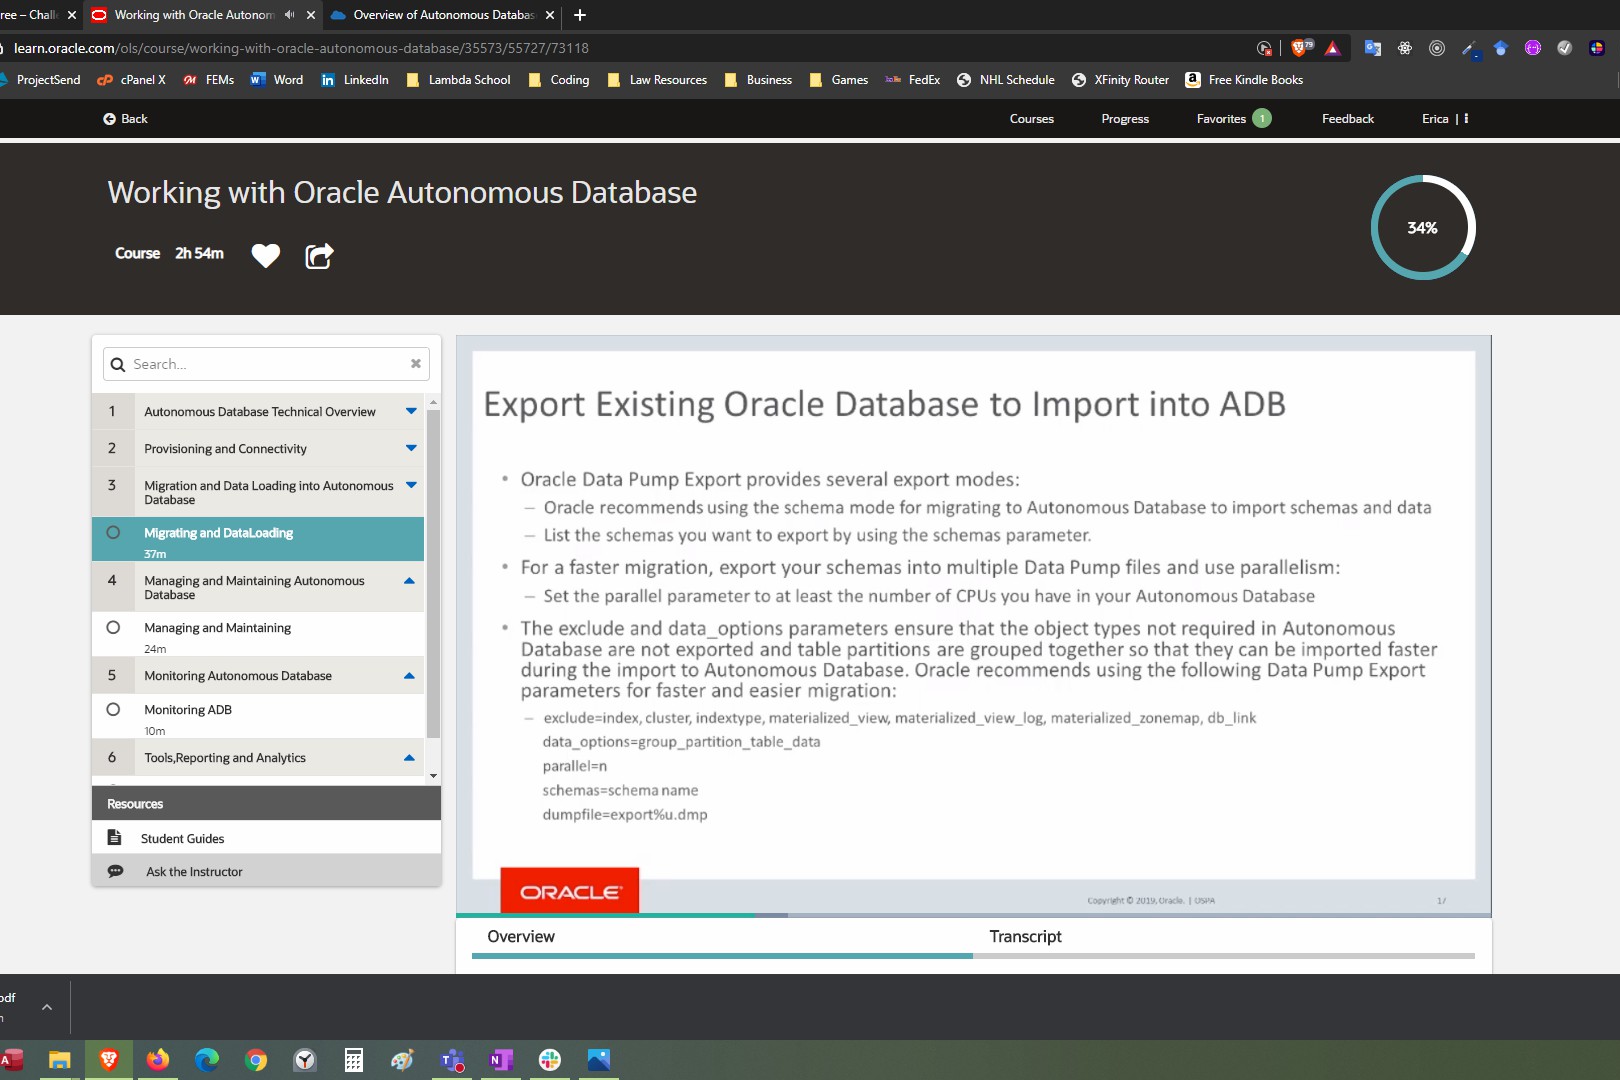 ree – Chall
Working with Oracle Autonom
Overview of Autonomous Databas
learn.oracle.com/ols/course/working-with-oracle-autonomous-database/35573/55727/73118
79
ProjectSend
cPanel X
FEMs
Word
LinkedIn
Lambda School
Coding
Law Resources
Business
Games
FedEx
NHL Schedule
XFinity Router
Free Kindle Books
Back
Courses
Progress
Favorites 1
Feedback
Erica |
Working with Oracle Autonomous Database
Course 2h 54m
34%
Search...
1 Autonomous Database Technical Overview
2 Provisioning and Connectivity
3 Migration and Data Loading into Autonomous
Database
Migrating and DataLoading
37m
4 Managing and Maintaining Autonomous
Database
Managing and Maintaining
24m
5 Monitoring Autonomous Database
Monitoring ADB
10m
6 Tools,Reporting and Analytics
Resources
Student Guides
Ask the Instructor
Export Existing Oracle Database to Import into ADB
• Oracle Data Pump Export provides several export modes:
– Oracle recommends using the schema mode for migrating to Autonomous Database to import schemas and data
– List the schemas you want to export by using the schemas parameter.
• For a faster migration, export your schemas into multiple Data Pump files and use parallelism:
– Set the parallel parameter to at least the number of CPUs you have in your Autonomous Database
• The exclude and data_options parameters ensure that the object types not required in Autonomous
Database are not exported and table partitions are grouped together so that they can be imported faster
during the import to Autonomous Database. Oracle recommends using the following Data Pump Export
parameters for faster and easier migration:
– exclude=index, cluster, indextype, materialized_view, materialized_view_log, materialized_zonemap, db_link
data_options=group_partition_table_data
parallel=n
schemas=schema name
dumpfile=export%u.dmp
ORACLE
Copyright © 2019, Oracle. | OSPA
17
Overview
Transcript
pdf